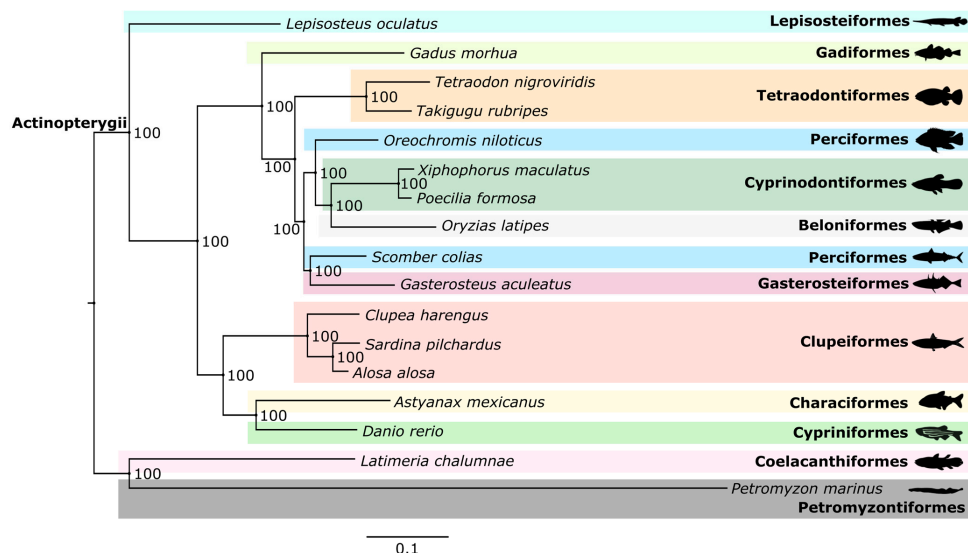 Lepisosteus oculatus Lepisosteiformes
Gadus morhua Gadiformes
Tetraodon nigroviridis
100 Tetraodontiformes
100
Takigugu rubripes
Actinopterygii
100
Oreochromis niloticus Perciformes
100
Xiphophorus maculatus
100
100 Cyprinodontiformes
Poecilia formosa
100
Oryzias latipes Beloniformes
100
100
Scomber colias Perciformes
100
Gasterosteus aculeatus Gasterosteiformes
Clupea harengus
100
Clupeiformes
Sardina pilchardus
100
Alosa alosa
100
Astyanax mexicanus Characiformes
100
Danio rerio Cypriniformes
Latimeria chalumnae Coelacanthiformes
100
Petromyzon marinus
Petromyzontiformes
0.1